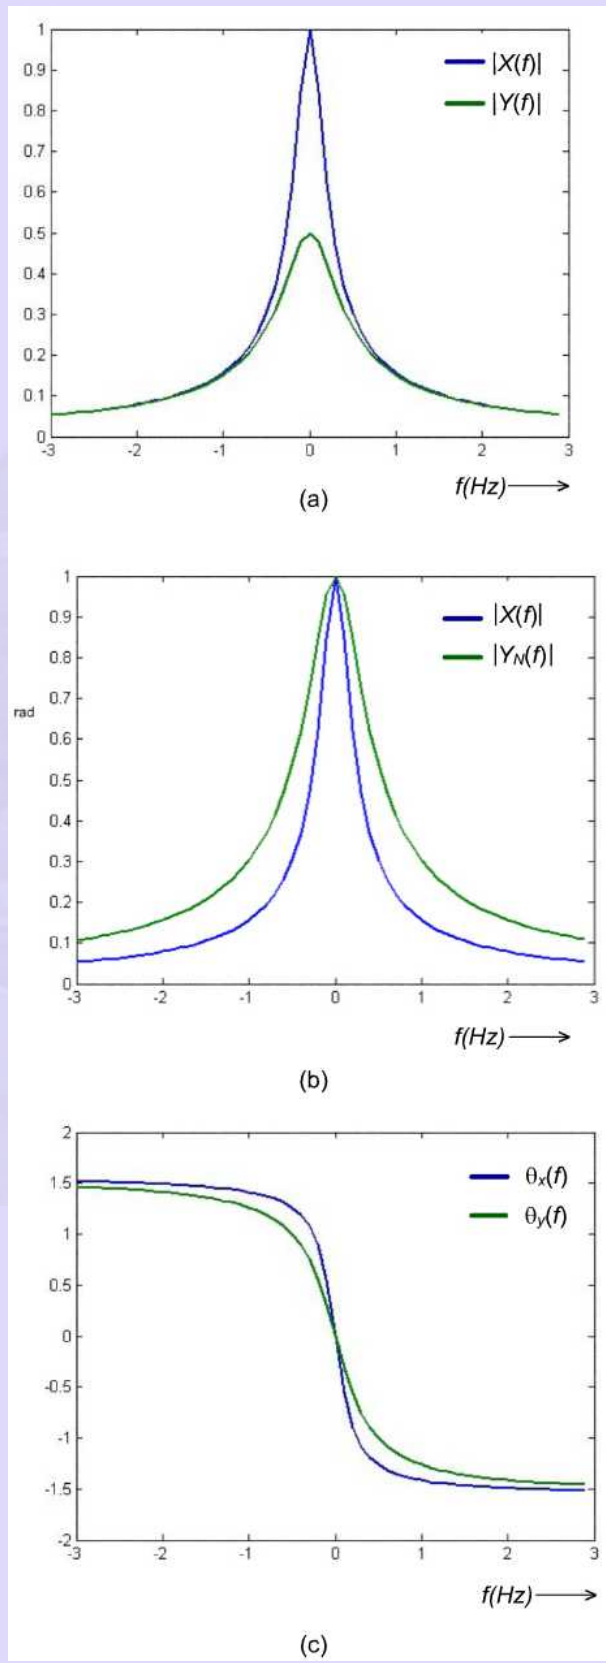 1
0.9
|X(f)|
0.8
|Y(f)|
0.7
0.6
0.5
0.4
0.3
0.2
0.1
0
-3 -2 -1 0 1 2 3
f(Hz)
(a)
1
0.9
|X(f)|
0.8
|Y_N(f)|
0.7
rad
0.6
0.5
0.4
0.3
0.2
0.1
0
-3 -2 -1 0 1 2 3
f(Hz)
(b)
2
1.5
θx(f)
θy(f)
1
0.5
0
-0.5
-1
-1.5
-2
-3 -2 -1 0 1 2 3
f(Hz)
(c)